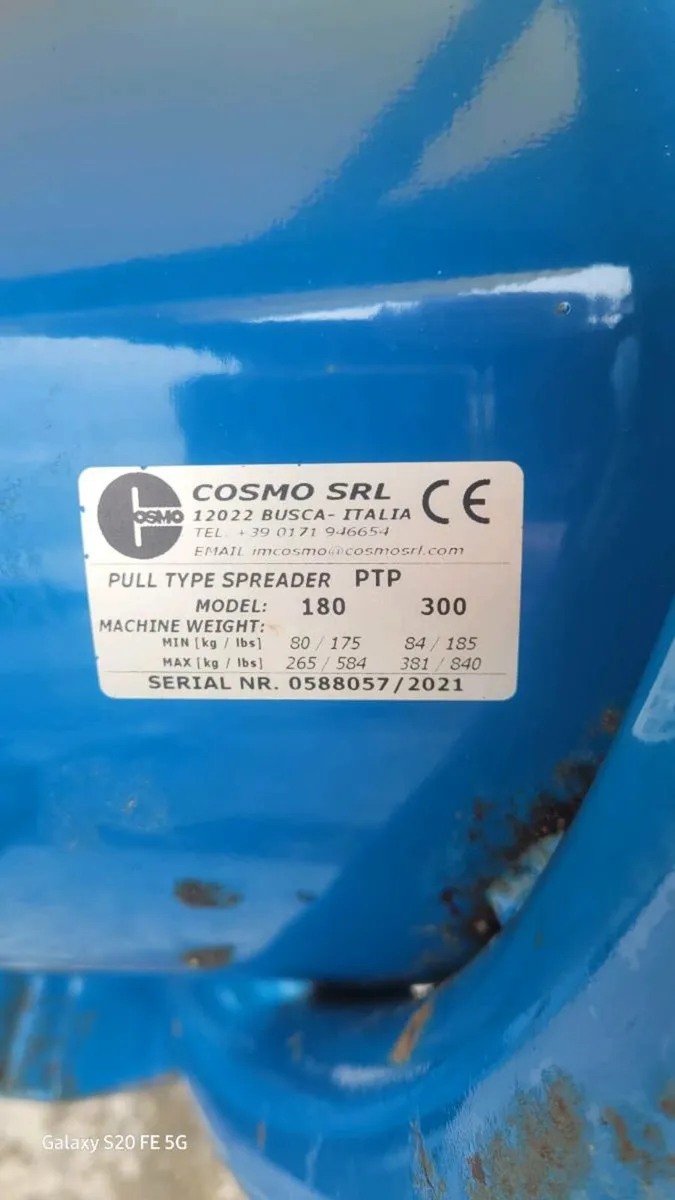 COSMO
COSMO SRL CE
12022 BUSCA- ITALIA
TEL. +39 0171 946654
EMAIL imcosmo@cosmosrl.com
PULL TYPE SPREADER PTP
MODEL: 180 300
MACHINE WEIGHT:
MIN [kg / lbs] 80 / 175 84 / 185
MAX [kg / lbs] 265 / 584 381 / 840
SERIAL NR. 0588057/2021
Galaxy S20 FE 5G